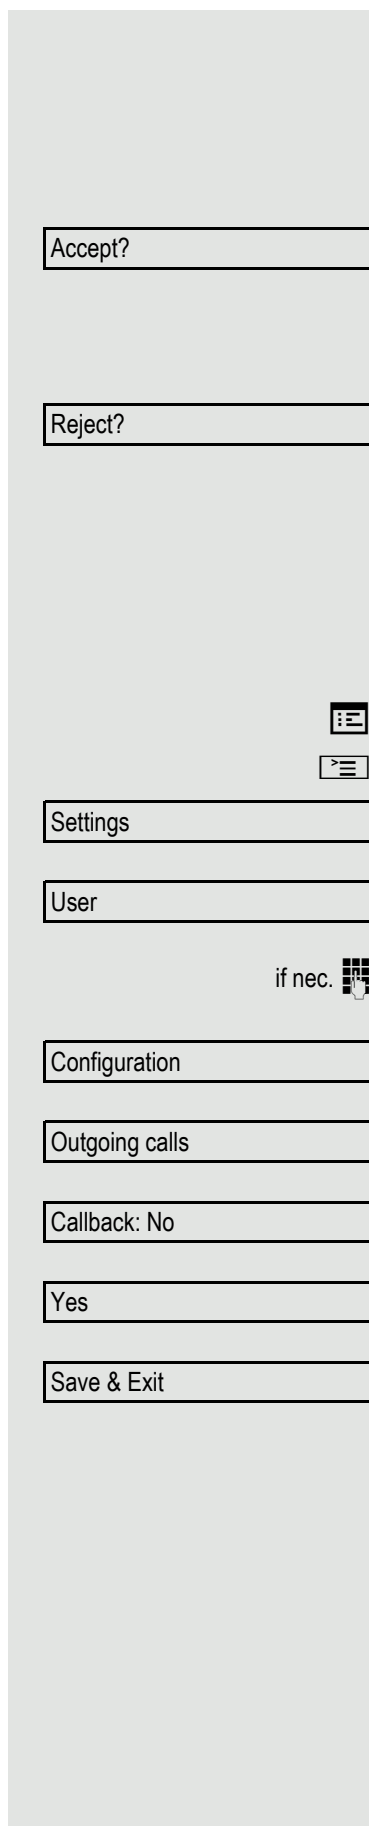 Accept?
Reject?
Settings
User
if nec.
Configuration
Outgoing calls
Callback: No
Yes
Save & Exit